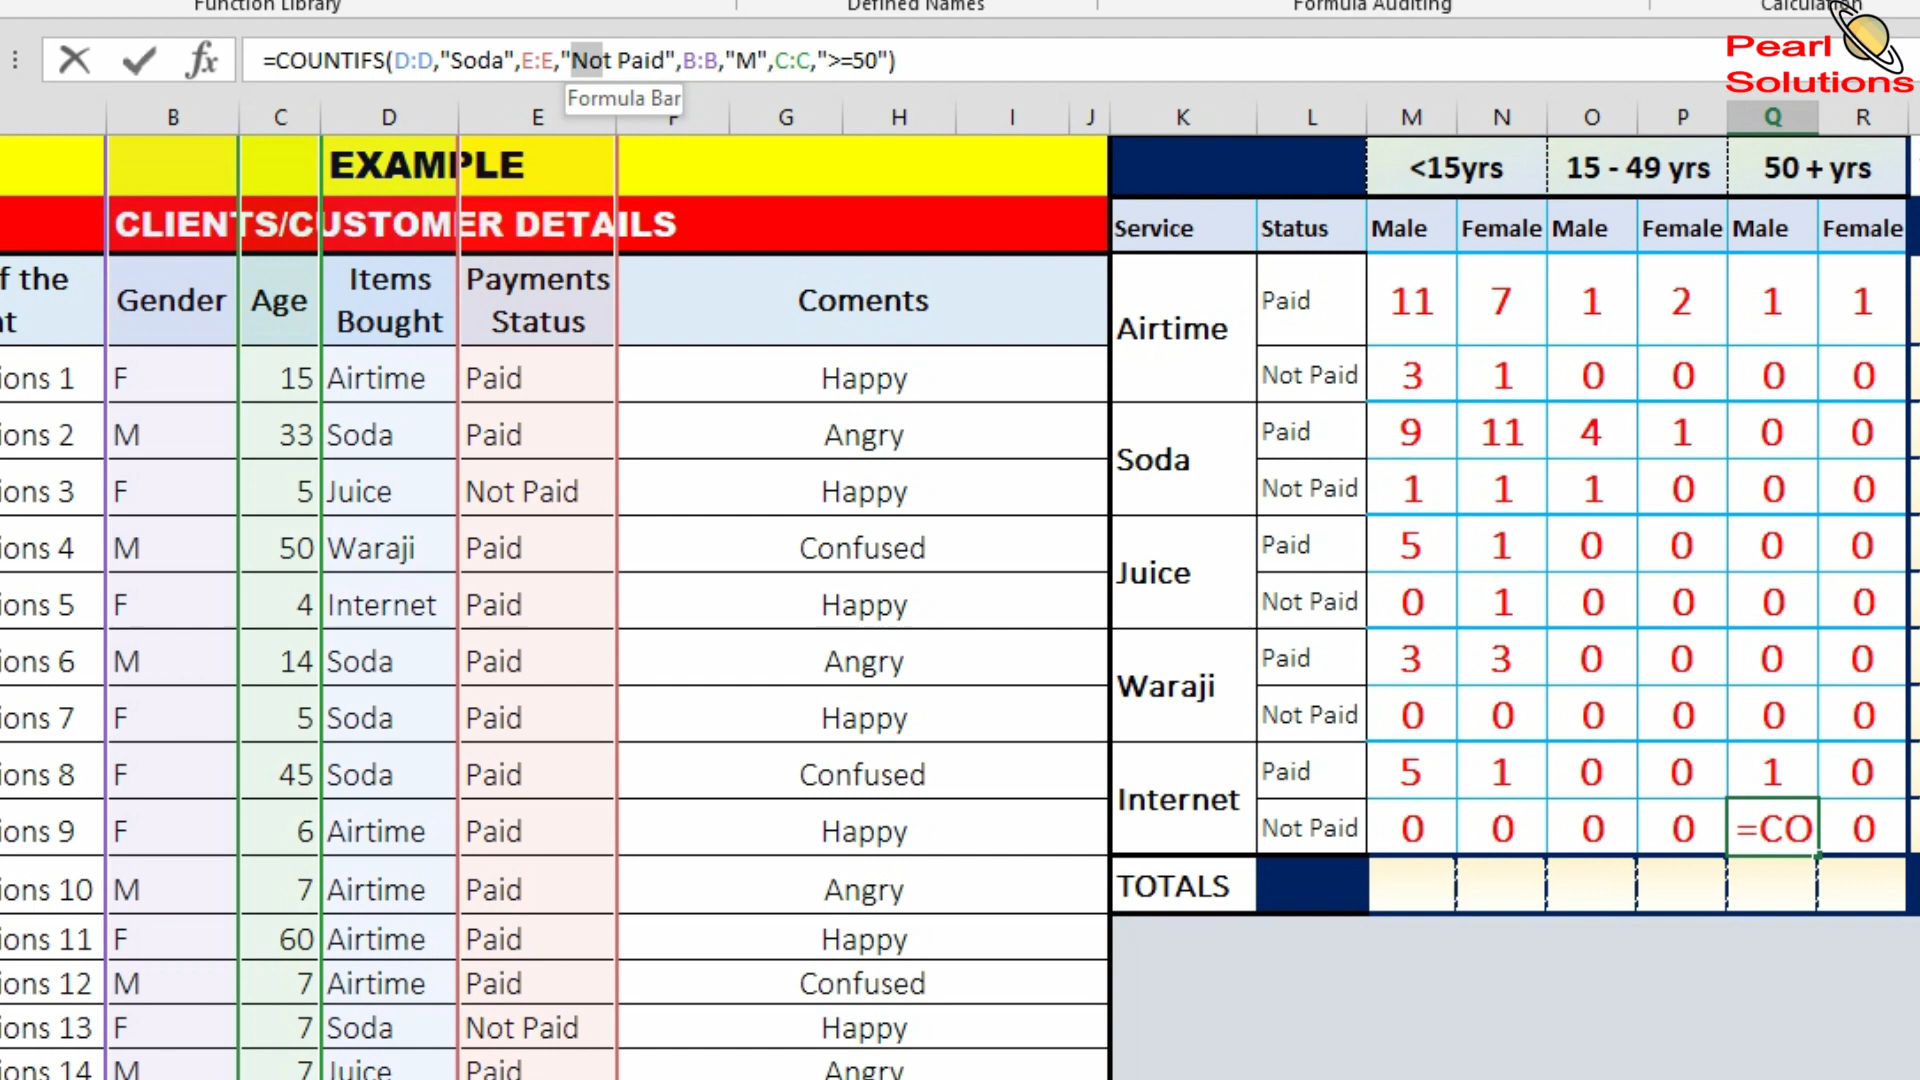 Function Library Defined Names Formula Auditing Calculation
Pearl
Solutions
=COUNTIFS(D:D,"Soda",E:E,"Not Paid",B:B,"M",C:C,">=50")
Formula Bar
B C D E F G H I J K L M N O P Q R
EXAMPLE <15yrs 15 - 49 yrs 50 + yrs
CLIENTS/CUSTOMER DETAILS Service Status Male Female Male Female Male Female
f the
t Gender Age Items Bought Payments Status Coments
Airtime Paid 11 7 1 2 1 1
ions 1 F 15 Airtime Paid Happy Not Paid 3 1 0 0 0 0
ions 2 M 33 Soda Paid Angry Soda Paid 9 11 4 1 0 0
ions 3 F 5 Juice Not Paid Happy Not Paid 1 1 1 0 0 0
ions 4 M 50 Waraji Paid Confused Juice Paid 5 1 0 0 0 0
ions 5 F 4 Internet Paid Happy Not Paid 0 1 0 0 0 0
ions 6 M 14 Soda Paid Angry Waraji Paid 3 3 0 0 0 0
ions 7 F 5 Soda Paid Happy Not Paid 0 0 0 0 0 0
ions 8 F 45 Soda Paid Confused Internet Paid 5 1 0 0 1 0
ions 9 F 6 Airtime Paid Happy Not Paid 0 0 0 0 =CO 0
ions 10 M 7 Airtime Paid Angry TOTALS
ions 11 F 60 Airtime Paid Happy
ions 12 M 7 Airtime Paid Confused
ions 13 F 7 Soda Not Paid Happy
ions 14 M 7 Juice Paid Angry